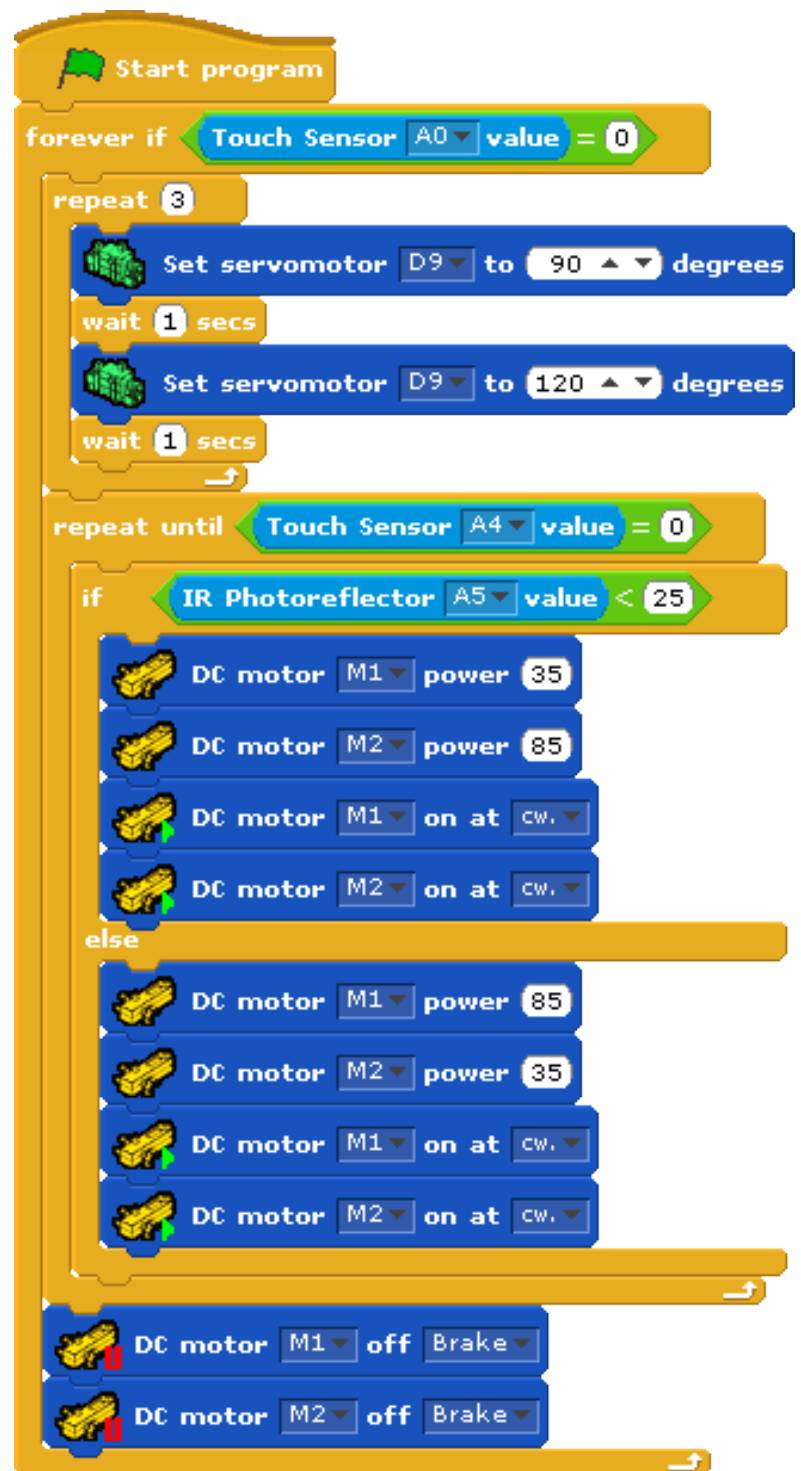 Start program
forever if Touch Sensor A0 value = 0
repeat 3
Set servomotor D9 to 90 degrees
wait 1 secs
Set servomotor D9 to 120 degrees
wait 1 secs
repeat until Touch Sensor A4 value = 0
if IR Photoreflector A5 value < 25
DC motor M1 power 35
DC motor M2 power 85
DC motor M1 on at cw.
DC motor M2 on at cw.
else
DC motor M1 power 85
DC motor M2 power 35
DC motor M1 on at cw.
DC motor M2 on at cw.
DC motor M1 off Brake
DC motor M2 off Brake